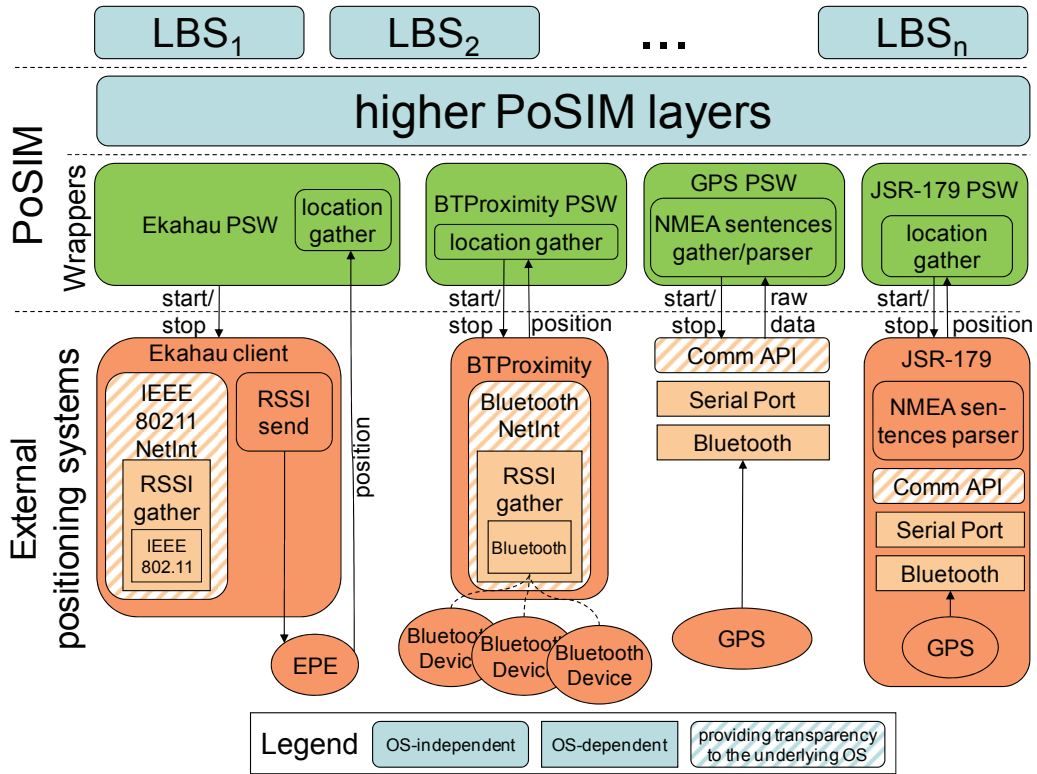 LBS1
LBS2
...
LBSn
PoSIM
higher PoSIM layers
Wrappers
Ekahau PSW
location
gather
BTProximity PSW
location gather
GPS PSW
NMEA sentences
gather/parser
JSR-179 PSW
location
gather
start/
stop
start/
stop
position
start/
stop
raw
data
start/
stop
position
External
positioning systems
Ekahau client
IEEE
80211
NetInt
RSSI
gather
IEEE
802.11
RSSI
send
position
EPE
BTProximity
Bluetooth
NetInt
RSSI
gather
Bluetooth
Bluetooth
Device
Bluetooth
Device
Bluetooth
Device
Comm API
Serial Port
Bluetooth
GPS
JSR-179
NMEA sen-
tences parser
Comm API
Serial Port
Bluetooth
GPS
Legend
OS-independent
OS-dependent
providing transparency
to the underlying OS